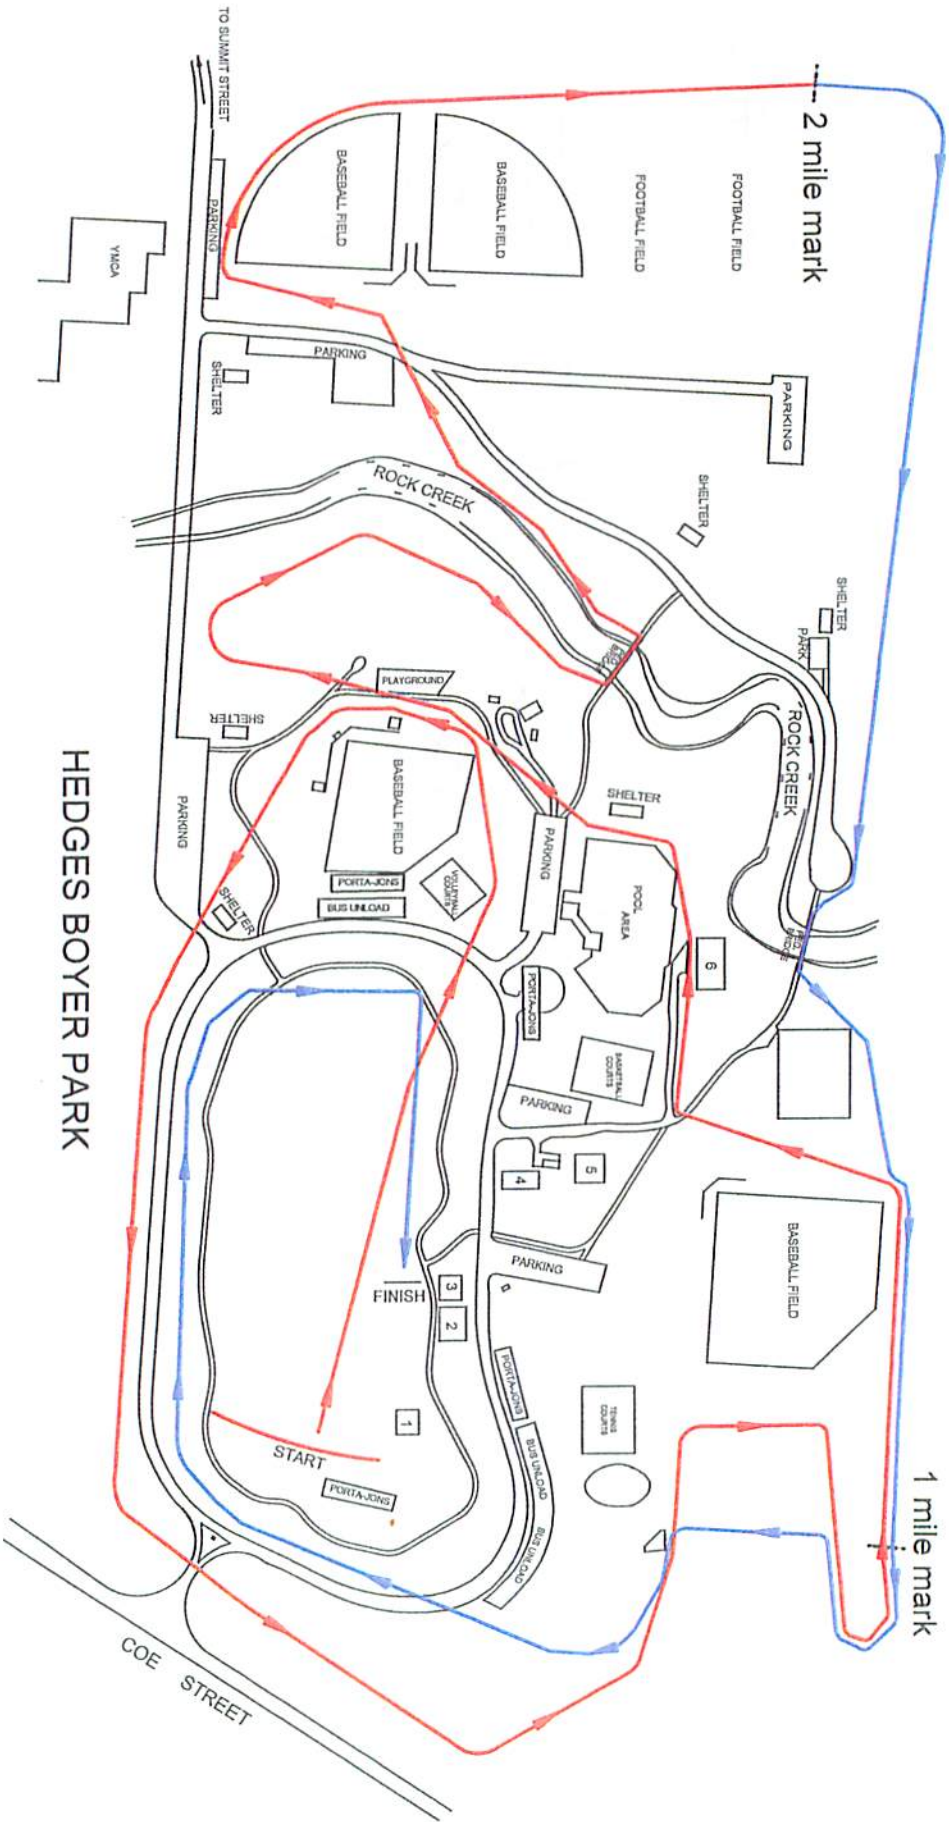 TO SUMMIT STREET
2 mile mark
FOOTBALL FIELD
FOOTBALL FIELD
BASEBALL FIELD
BASEBALL FIELD
PARKING
YMCA
PARKING
PARKING
SHELTER
ROCK CREEK
SHELTER
SHELTER
PARK
ROCK CREEK
PLAYGROUND
SHELTER
SHELTER
PARKING
BASEBALL FIELD
PARKING
POOL
AREA
VOLLEYBALL
COURTS
PORTA-JONS
BUS UNLOAD
SHELTER
6
PORTA-JONS
BASKETBALL
COURTS
PARKING
5
4
BASEBALL FIELD
PARKING
3
FINISH
2
PORTA-JONS
TENNIS
COURTS
1
START
BUS UNLOAD
PORTA-JONS
BUS UNLOAD
1 mile mark
COE STREET
HEDGES BOYER PARK